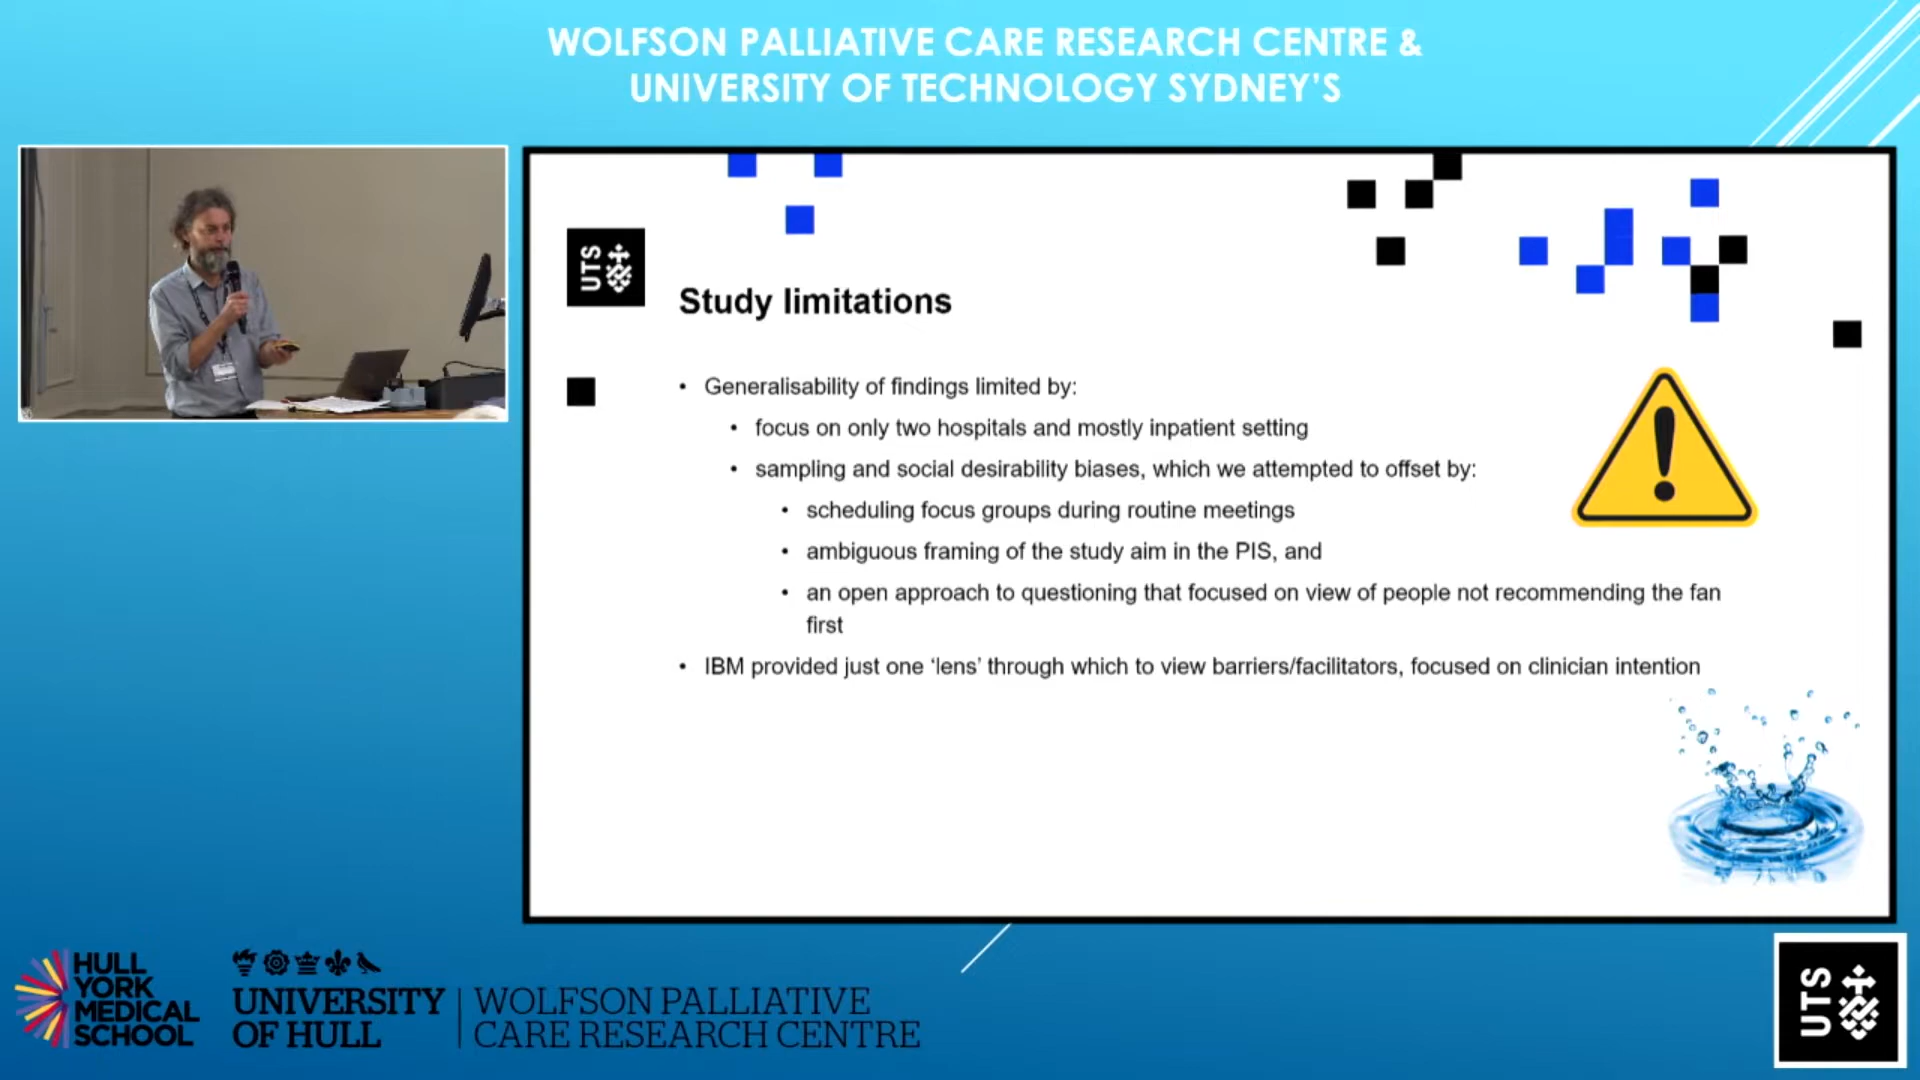 WOLFSON PALLIATIVE CARE RESEARCH CENTRE &
UNIVERSITY OF TECHNOLOGY SYDNEY'S
UTS
Study limitations
• Generalisability of findings limited by:
• focus on only two hospitals and mostly inpatient setting
• sampling and social desirability biases, which we attempted to offset by:
• scheduling focus groups during routine meetings
• ambiguous framing of the study aim in the PIS, and
• an open approach to questioning that focused on view of people not recommending the fan
first
• IBM provided just one ‘lens’ through which to view barriers/facilitators, focused on clinician intention
HULL
YORK
MEDICAL
SCHOOL
UNIVERSITY
OF HULL
WOLFSON PALLIATIVE
CARE RESEARCH CENTRE
UTS